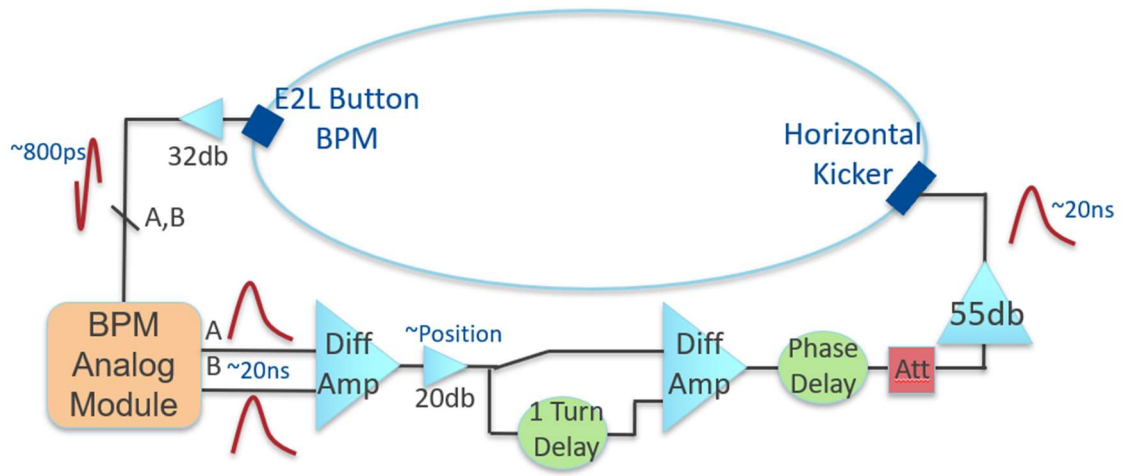 E2L Button
BPM
Horizontal
Kicker
~800ps
32db
A,B
~20ns
BPM
Analog
Module
A
B
~20ns
Diff
Amp
~Position
20db
1 Turn
Delay
Diff
Amp
Phase
Delay
Att
55db